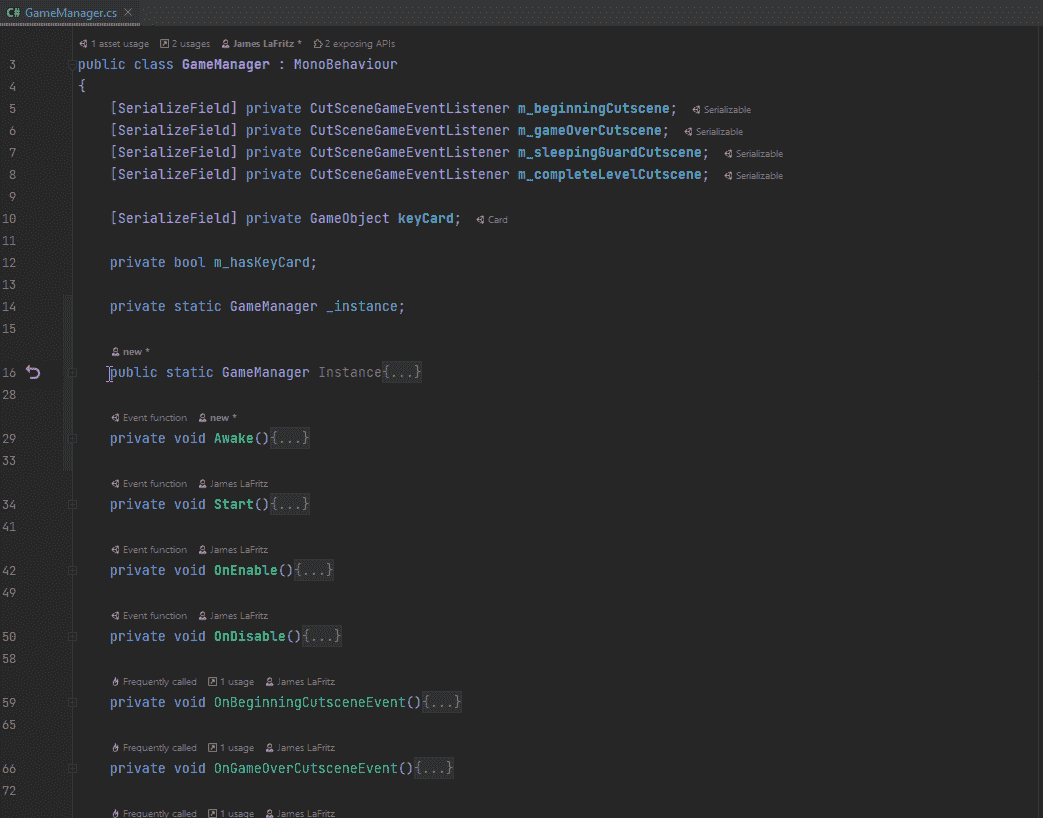 C# GameManager.cs ×
1 asset usage 2 usages James LaFritz * 2 exposing APIs
3 public class GameManager : MonoBehaviour
4 {
5 [SerializeField] private CutSceneGameEventListener m_beginningCutscene; Serializable
6 [SerializeField] private CutSceneGameEventListener m_gameOverCutscene; Serializable
7 [SerializeField] private CutSceneGameEventListener m_sleepingGuardCutscene; Serializable
8 [SerializeField] private CutSceneGameEventListener m_completeLevelCutscene; Serializable
9
10 [SerializeField] private GameObject keyCard; Card
11
12 private bool m_hasKeyCard;
13
14 private static GameManager _instance;
15
new *
16 public static GameManager Instance{...}
28
Event function new *
29 private void Awake(){...}
33
Event function James LaFritz
34 private void Start(){...}
41
Event function James LaFritz
42 private void OnEnable(){...}
49
Event function James LaFritz
50 private void OnDisable(){...}
58
Frequently called 1 usage James LaFritz
59 private void OnBeginningCutsceneEvent(){...}
65
Frequently called 1 usage James LaFritz
66 private void OnGameOverCutsceneEvent(){...}
72
Frequently called 1 usage James LaFritz